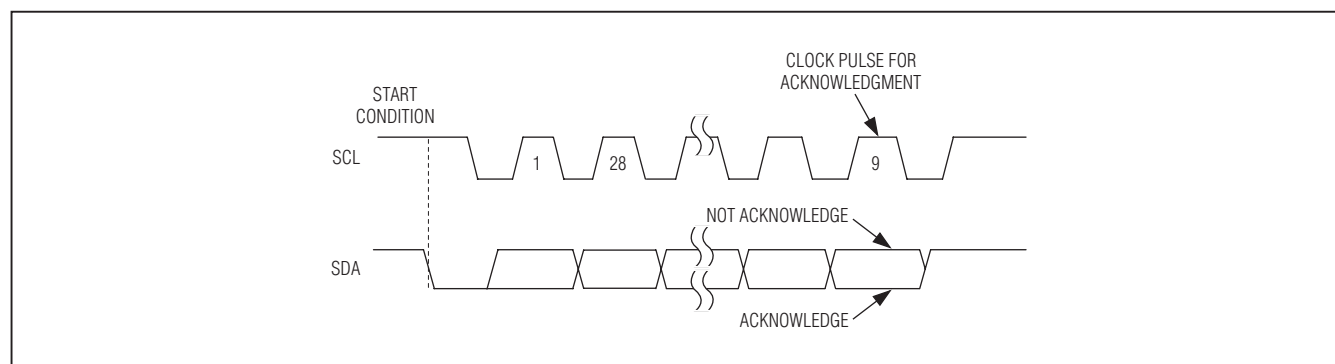 CLOCK PULSE FOR
ACKNOWLEDGMENT
START
CONDITION
SCL
1
28
9
NOT ACKNOWLEDGE
SDA
ACKNOWLEDGE